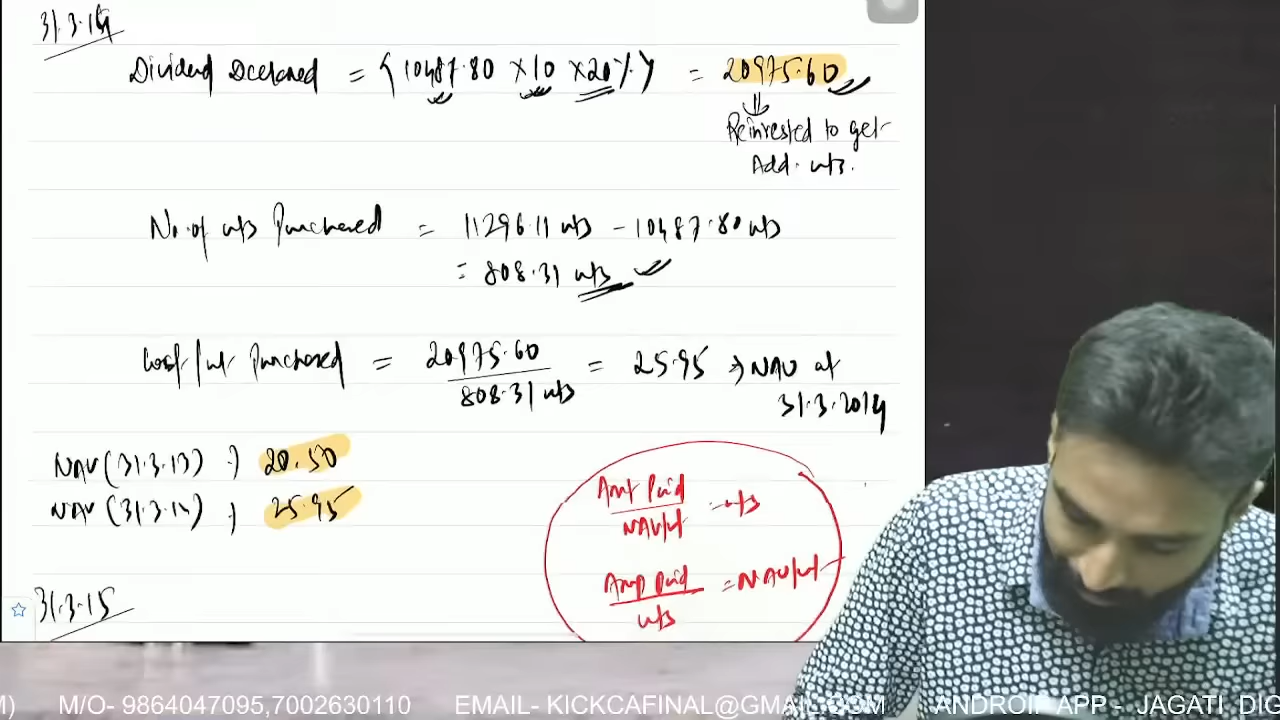 31.3.14
Dividend Declared = { 10487.80 × 10 × 20% } = 20975.60
Reinvested to get
Add. uts.
No. of uts Purchased = 11296.11 uts - 10487.80 uts
= 808.31 uts
Cost/ut Purchased = 20975.60 / 808.31 uts = 25.95 → NAV at
31.3.2014
NAV (31.3.13) → 20.50
NAV (31.3.14) → 25.95
Amt Paid / NAV/ut = uts
Amt paid / uts = NAV/ut
31.3.15
M) M/O- 9864047095,7002630110 EMAIL- KICKCAFINAL@GMAIL.COM ANDROID APP - JAGATI DIG